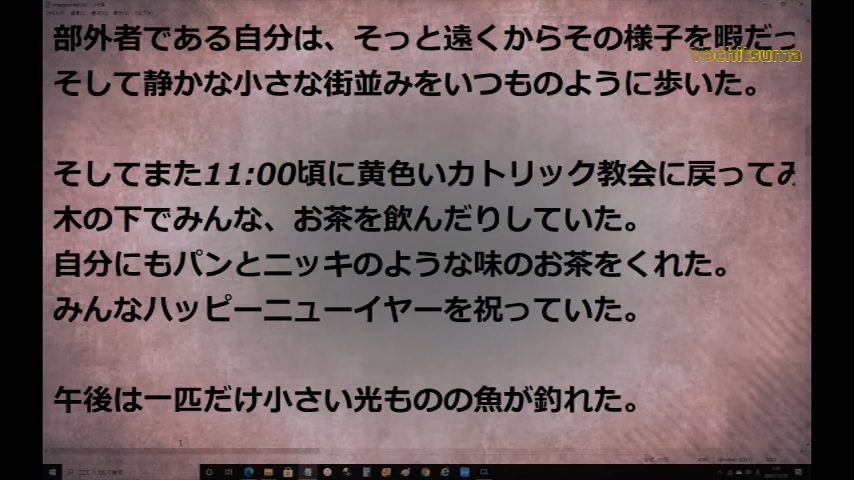 部外者である自分は、そっと遠くからその様子を暇だっ
Yochitsuma
そして静かな小さな街並みをいつものように歩いた。
そしてまた11:00頃に黄色いカトリック教会に戻ってみ
木の下でみんな、お茶を飲んだりしていた。
自分にもパンとニッキのような味のお茶をくれた。
みんなハッピーニューイヤーを祝っていた。
午後は一匹だけ小さい光ものの魚が釣れた。